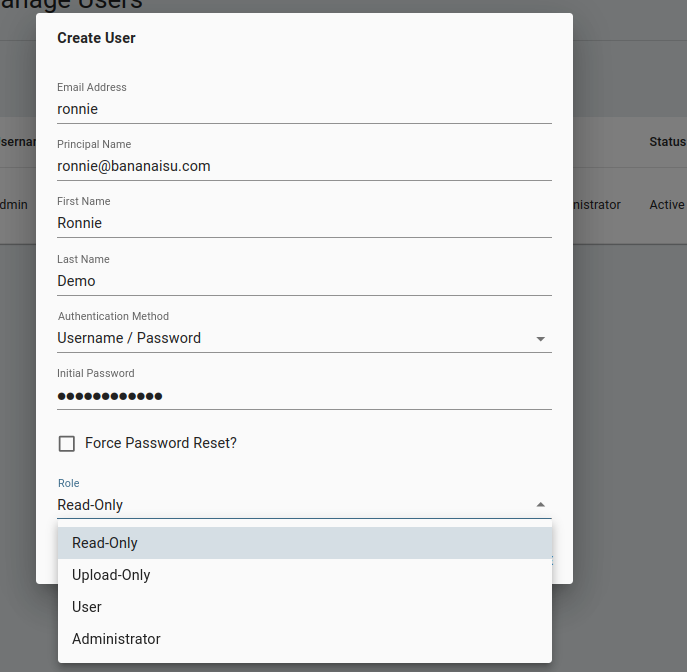 anage Users
Create User
Email Address
ronnie
Principal Name
ronnie@bananaisu.com
sernam
Status
dmin
nistrator
Active
First Name
Ronnie
Last Name
Demo
Authentication Method
Username / Password
Initial Password
●●●●●●●●●●●●
Force Password Reset?
Role
Read-Only
Read-Only
Upload-Only
User
Administrator